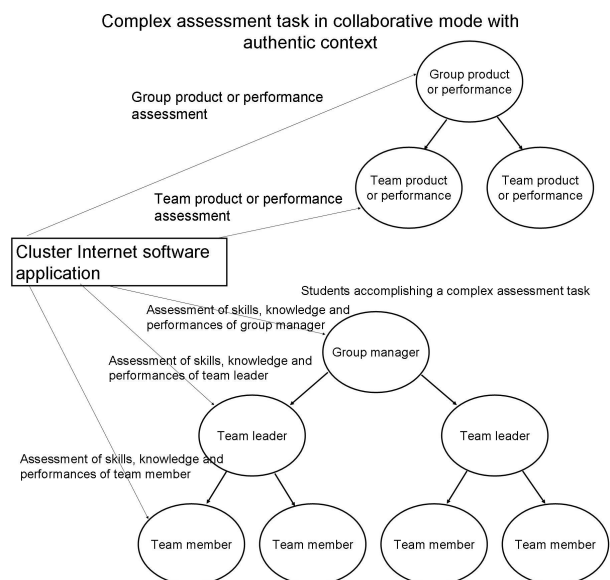 Complex assessment task in collaborative mode with
authentic context
Group product
or performance
Group product or performance
assessment
Team product
or performance
Team product
or performance
Team product or performance
assessment
Cluster Internet software
application
Students accomplishing a complex assessment task
Assessment of skills, knowledge and
performances of group manager
Group manager
Assessment of skills, knowledge and
performances of team leader
Team leader
Team leader
Assessment of skills, knowledge and
performances of team member
Team member
Team member
Team member
Team member